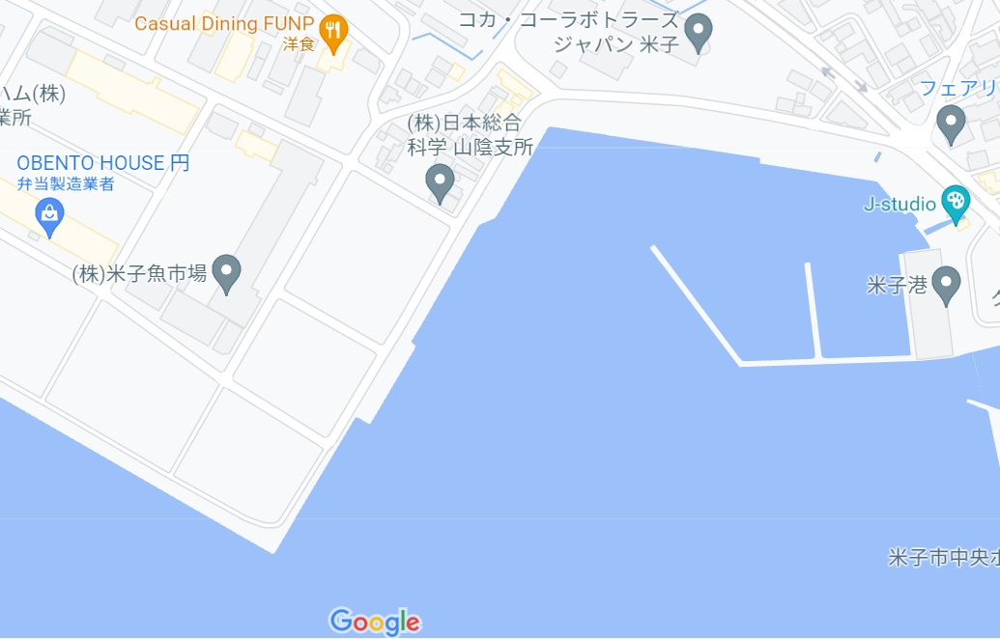 Casual Dining FUNP
洋食
コカ・コーラボトラーズ
ジャパン 米子
ハム(株)
業所
フェアリ
(株)日本総合
科学 山陰支所
OBENTO HOUSE 円
弁当製造業者
J-studio
(株)米子魚市場
米子港
米子市中央
Google